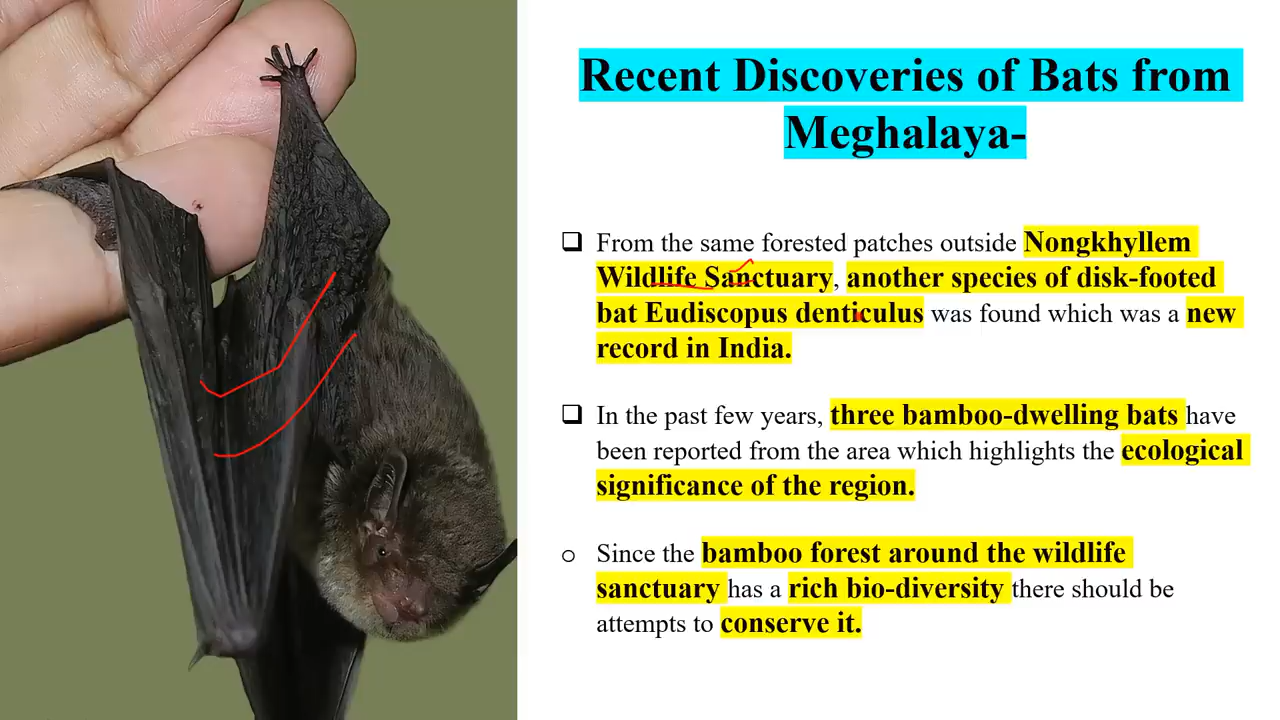 Recent Discoveries of Bats from
Meghalaya-
❑ From the same forested patches outside Nongkhyllem
Wildlife Sanctuary, another species of disk-footed
bat Eudiscopus denticulus was found which was a new
record in India.
❑ In the past few years, three bamboo-dwelling bats have
been reported from the area which highlights the ecological
significance of the region.
o Since the bamboo forest around the wildlife
sanctuary has a rich bio-diversity there should be
attempts to conserve it.